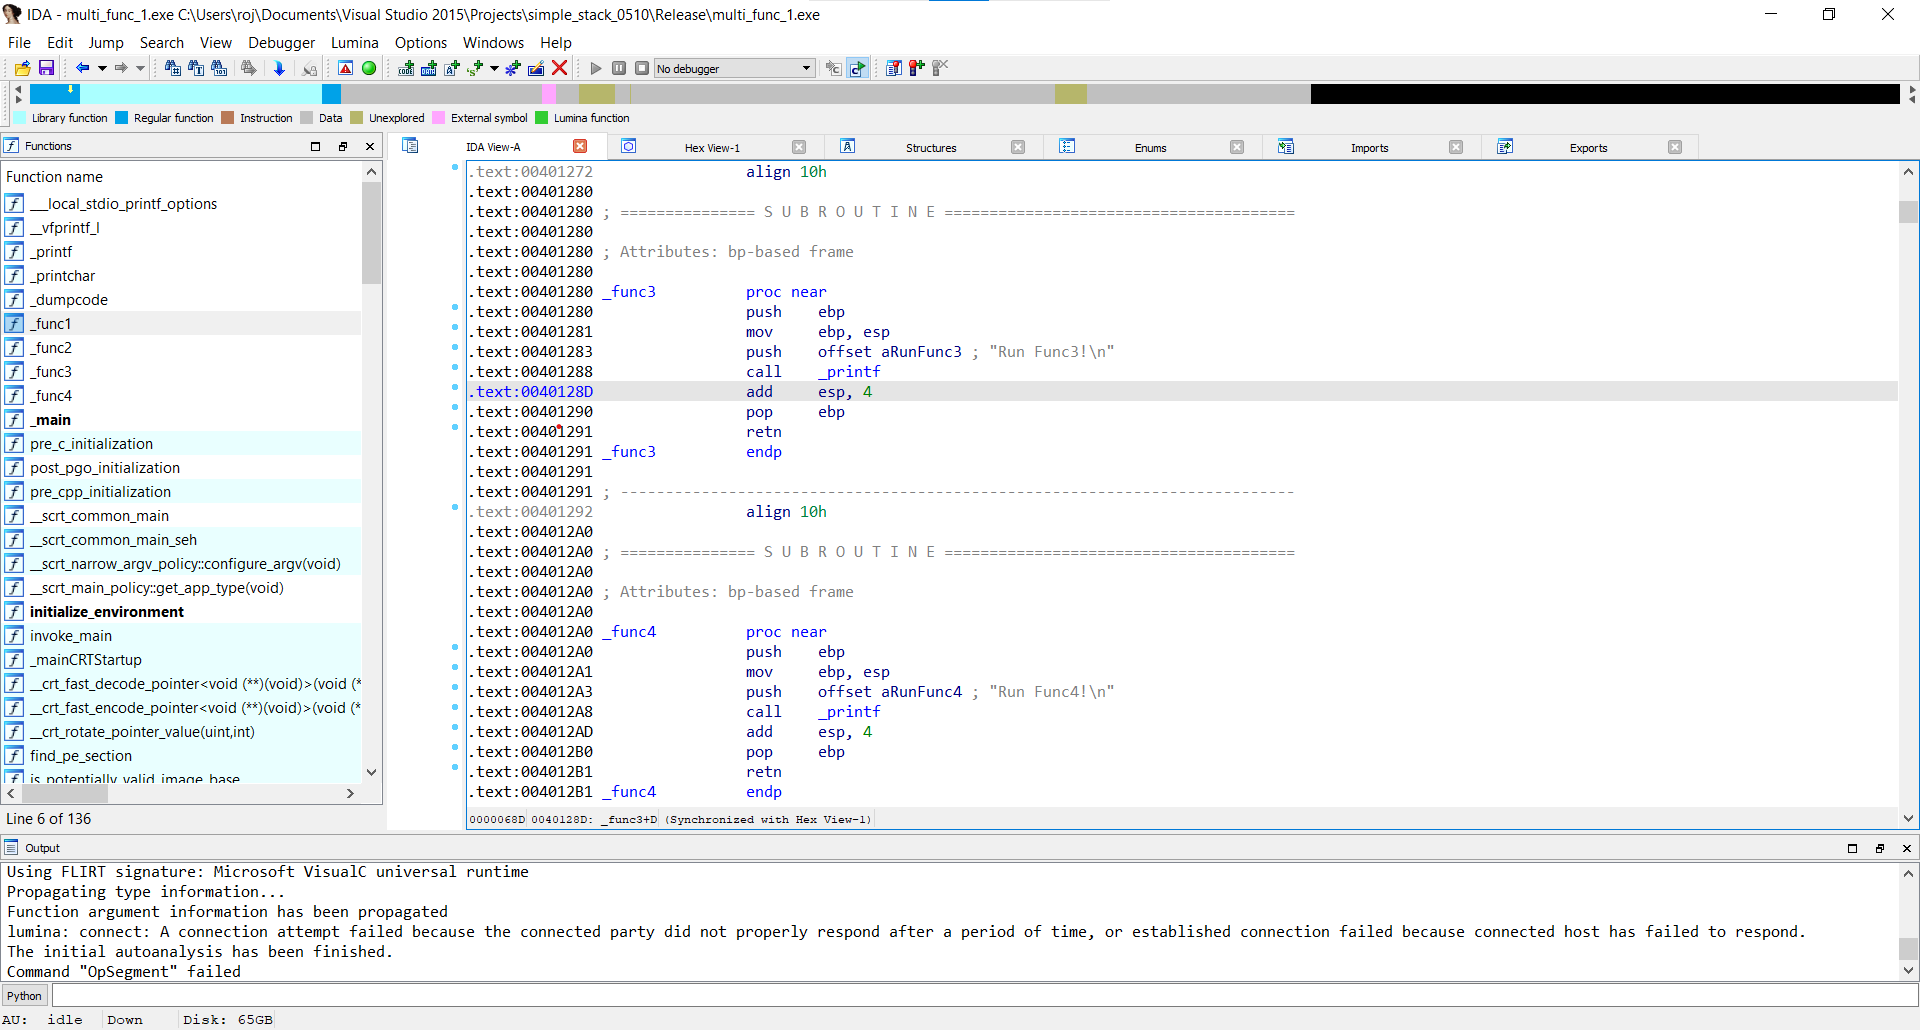 IDA - multi_func_1.exe C:\Users\roj\Documents\Visual Studio 2015\Projects\simple_stack_0510\Release\multi_func_1.exe
File Edit Jump Search View Debugger Lumina Options Windows Help
No debugger
Library function Regular function Instruction Data Unexplored External symbol Lumina function
Functions
Function name
__local_stdio_printf_options
__vfprintf_l
_printf
_printchar
_dumpcode
_func1
_func2
_func3
_func4
_main
pre_c_initialization
post_pgo_initialization
pre_cpp_initialization
__scrt_common_main
__scrt_common_main_seh
__scrt_narrow_argv_policy::configure_argv(void)
__scrt_main_policy::get_app_type(void)
initialize_environment
invoke_main
_mainCRTStartup
__crt_fast_decode_pointer<void (**)(void)>(void (*
__crt_fast_encode_pointer<void (**)(void)>(void (*
__crt_rotate_pointer_value(uint,int)
find_pe_section
is_potentially_valid_image_base
Line 6 of 136
IDA View-A Hex View-1 Structures Enums Imports Exports
.text:00401272 align 10h
.text:00401280
.text:00401280 ; =============== S U B R O U T I N E =======================================
.text:00401280
.text:00401280 ; Attributes: bp-based frame
.text:00401280
.text:00401280 _func3 proc near
.text:00401280 push ebp
.text:00401281 mov ebp, esp
.text:00401283 push offset aRunFunc3 ; "Run Func3!\n"
.text:00401288 call _printf
.text:0040128D add esp, 4
.text:00401290 pop ebp
.text:00401291 retn
.text:00401291 _func3 endp
.text:00401291
.text:00401291 ; ---------------------------------------------------------------------------
.text:00401292 align 10h
.text:004012A0
.text:004012A0 ; =============== S U B R O U T I N E =======================================
.text:004012A0
.text:004012A0 ; Attributes: bp-based frame
.text:004012A0
.text:004012A0 _func4 proc near
.text:004012A0 push ebp
.text:004012A1 mov ebp, esp
.text:004012A3 push offset aRunFunc4 ; "Run Func4!\n"
.text:004012A8 call _printf
.text:004012AD add esp, 4
.text:004012B0 pop ebp
.text:004012B1 retn
.text:004012B1 _func4 endp
0000068D 0040128D: _func3+D (Synchronized with Hex View-1)
Output
Using FLIRT signature: Microsoft VisualC universal runtime
Propagating type information...
Function argument information has been propagated
lumina: connect: A connection attempt failed because the connected party did not properly respond after a period of time, or established connection failed because connected host has failed to respond.
The initial autoanalysis has been finished.
Command "OpSegment" failed
Python
AU: idle Down Disk: 65GB